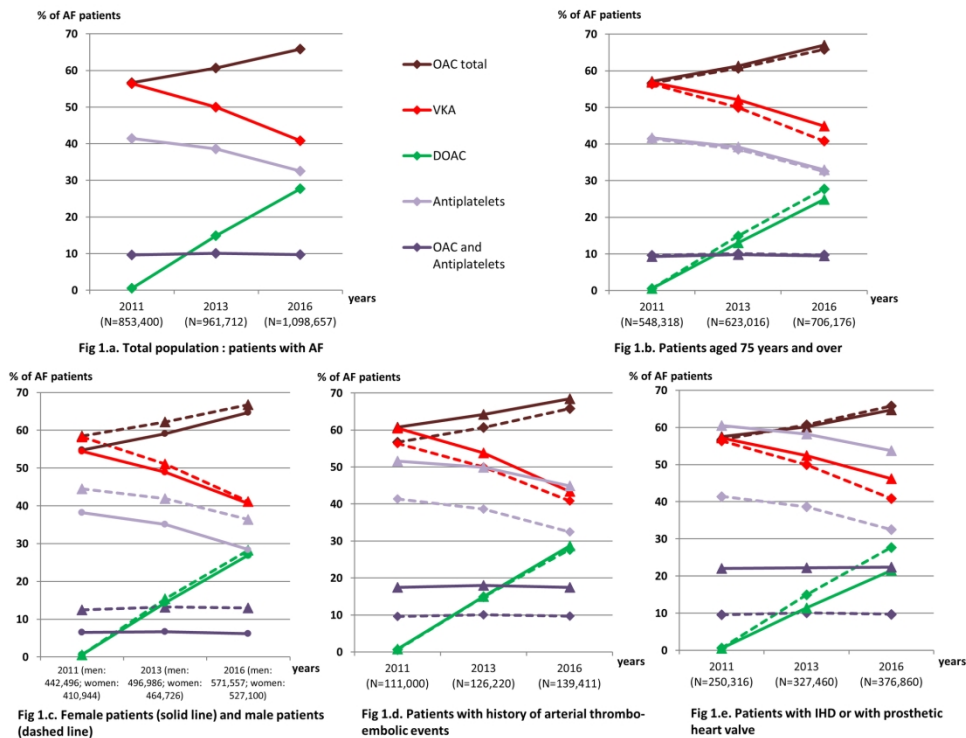 % of AF patients
70
60
50
40
30
20
10
0
2011
(N=853,400)
2013
(N=961,712)
2016
(N=1,098,657)
years
Fig 1.a. Total population : patients with AF
OAC total
VKA
DOAC
Antiplatelets
OAC and
Antiplatelets
% of AF patients
70
60
50
40
30
20
10
0
2011
(N=548,318)
2013
(N=623,016)
2016
(N=706,176)
years
Fig 1.b. Patients aged 75 years and over
% of AF patients
70
60
50
40
30
20
10
0
2011 (men:
442,496; women:
410,944)
2013 (men:
496,986; women:
464,726)
2016 (men:
571,557; women:
527,100)
years
Fig 1.c. Female patients (solid line) and male patients
(dashed line)
% of AF patients
70
60
50
40
30
20
10
0
2011
(N=111,000)
2013
(N=126,220)
2016
(N=139,411)
years
Fig 1.d. Patients with history of arterial thrombo-
embolic events
% of AF patients
70
60
50
40
30
20
10
0
2011
(N=250,316)
2013
(N=327,460)
2016
(N=376,860)
years
Fig 1.e. Patients with IHD or with prosthetic
heart valve